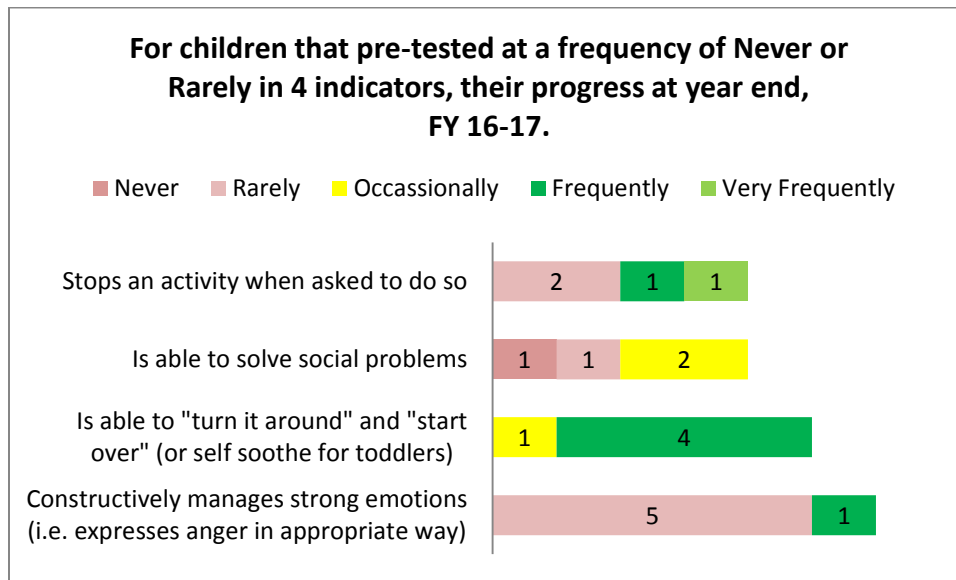 For children that pre-tested at a frequency of Never or
Rarely in 4 indicators, their progress at year end,
FY 16-17.
Never Rarely Occassionally Frequently Very Frequently
Stops an activity when asked to do so 2 1 1
Is able to solve social problems 1 1 2
Is able to "turn it around" and "start
over" (or self soothe for toddlers) 1 4
Constructively manages strong emotions
(i.e. expresses anger in appropriate way) 5 1